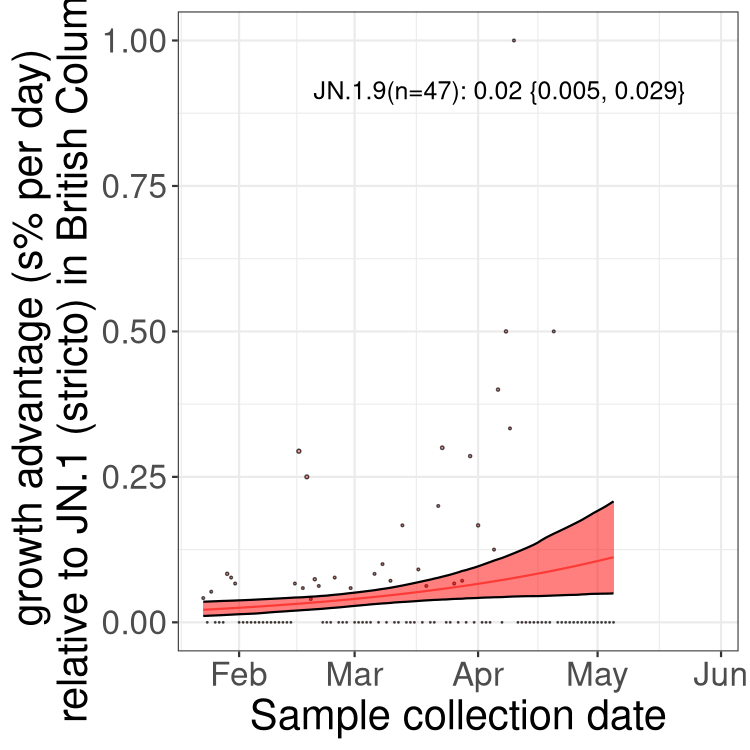 growth advantage (s% per day)
relative to JN.1 (stricto) in British Colum
1.00
0.75
0.50
0.25
0.00
JN.1.9(n=47): 0.02 {0.005, 0.029}
Feb Mar Apr May Jun
Sample collection date